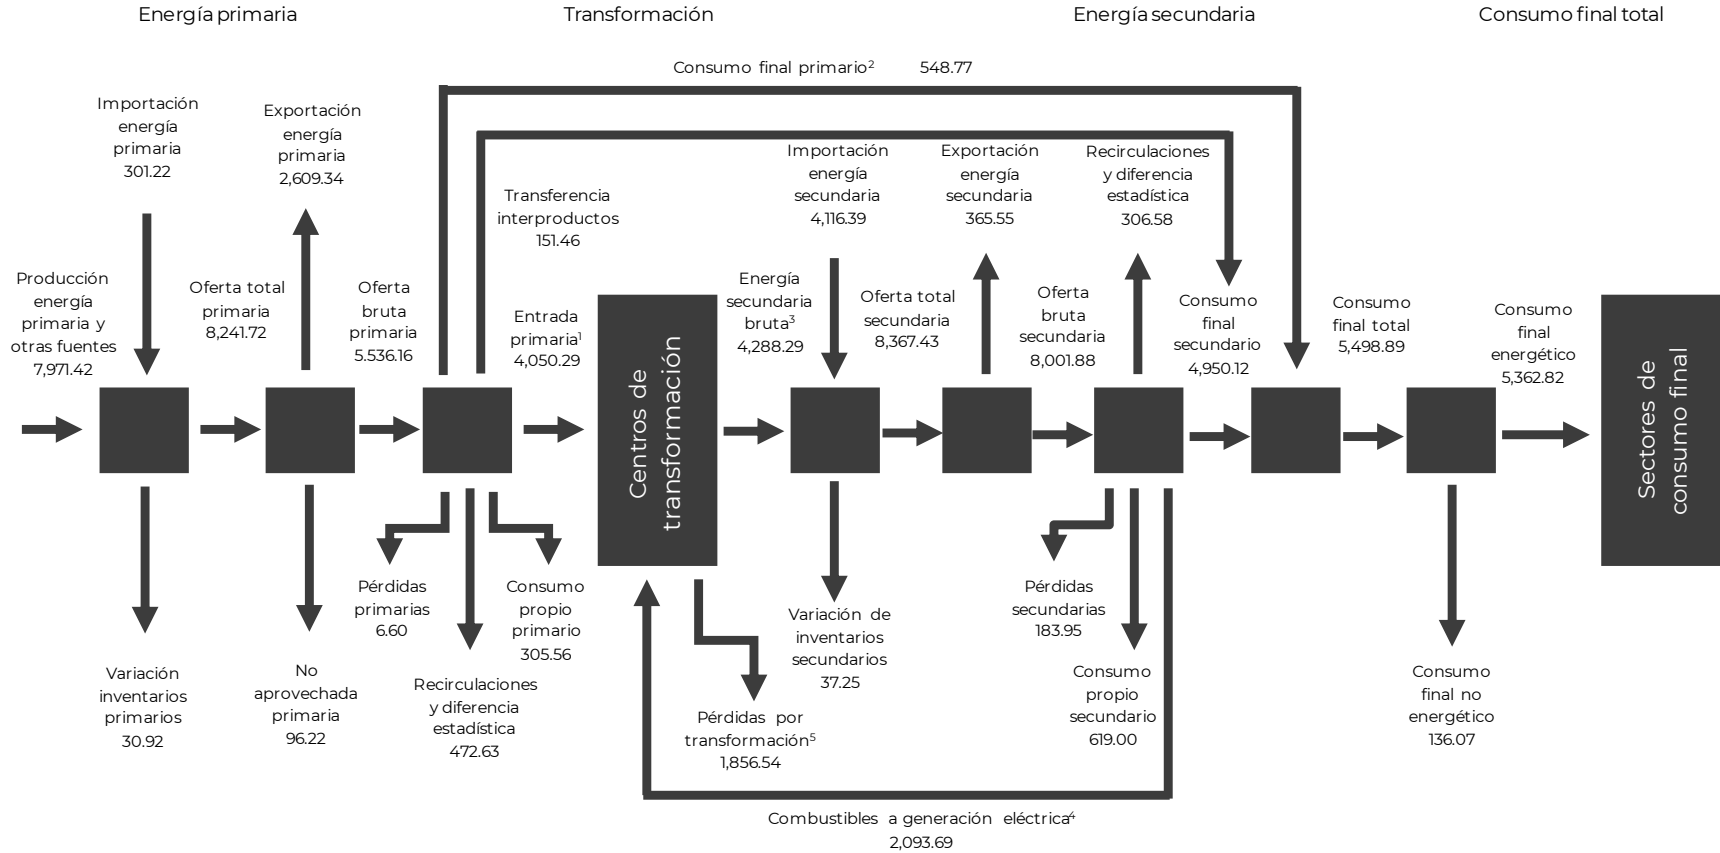 Energía primaria
Transformación
Energía secundaria
Consumo final total
Consumo final primario² 548.77
Importación
energía
primaria
301.22
Exportación
energía
primaria
2,609.34
Transferencia
interproductos
151.46
Importación
energía
secundaria
4,116.39
Exportación
energía
secundaria
365.55
Recirculaciones
y diferencia
estadística
306.58
Producción
energía
primaria y
otras fuentes
7,971.42
Oferta total
primaria
8,241.72
Oferta
bruta
primaria
5.536.16
Entrada
primaria¹
4,050.29
Centros de
transformación
Energía
secundaria
bruta³
4,288.29
Oferta total
secundaria
8,367.43
Oferta
bruta
secundaria
8,001.88
Consumo
final
secundario
4,950.12
Consumo
final total
5,498.89
Consumo
final
energético
5,362.82
Sectores de
consumo final
Variación
inventarios
primarios
30.92
No
aprovechada
primaria
96.22
Pérdidas
primarias
6.60
Recirculaciones
y diferencia
estadística
472.63
Consumo
propio
primario
305.56
Pérdidas por
transformación⁵
1,856.54
Variación de
inventarios
secundarios
37.25
Pérdidas
secundarias
183.95
Consumo
propio
secundario
619.00
Consumo
final no
energético
136.07
Combustibles a generación eléctrica⁴
2,093.69